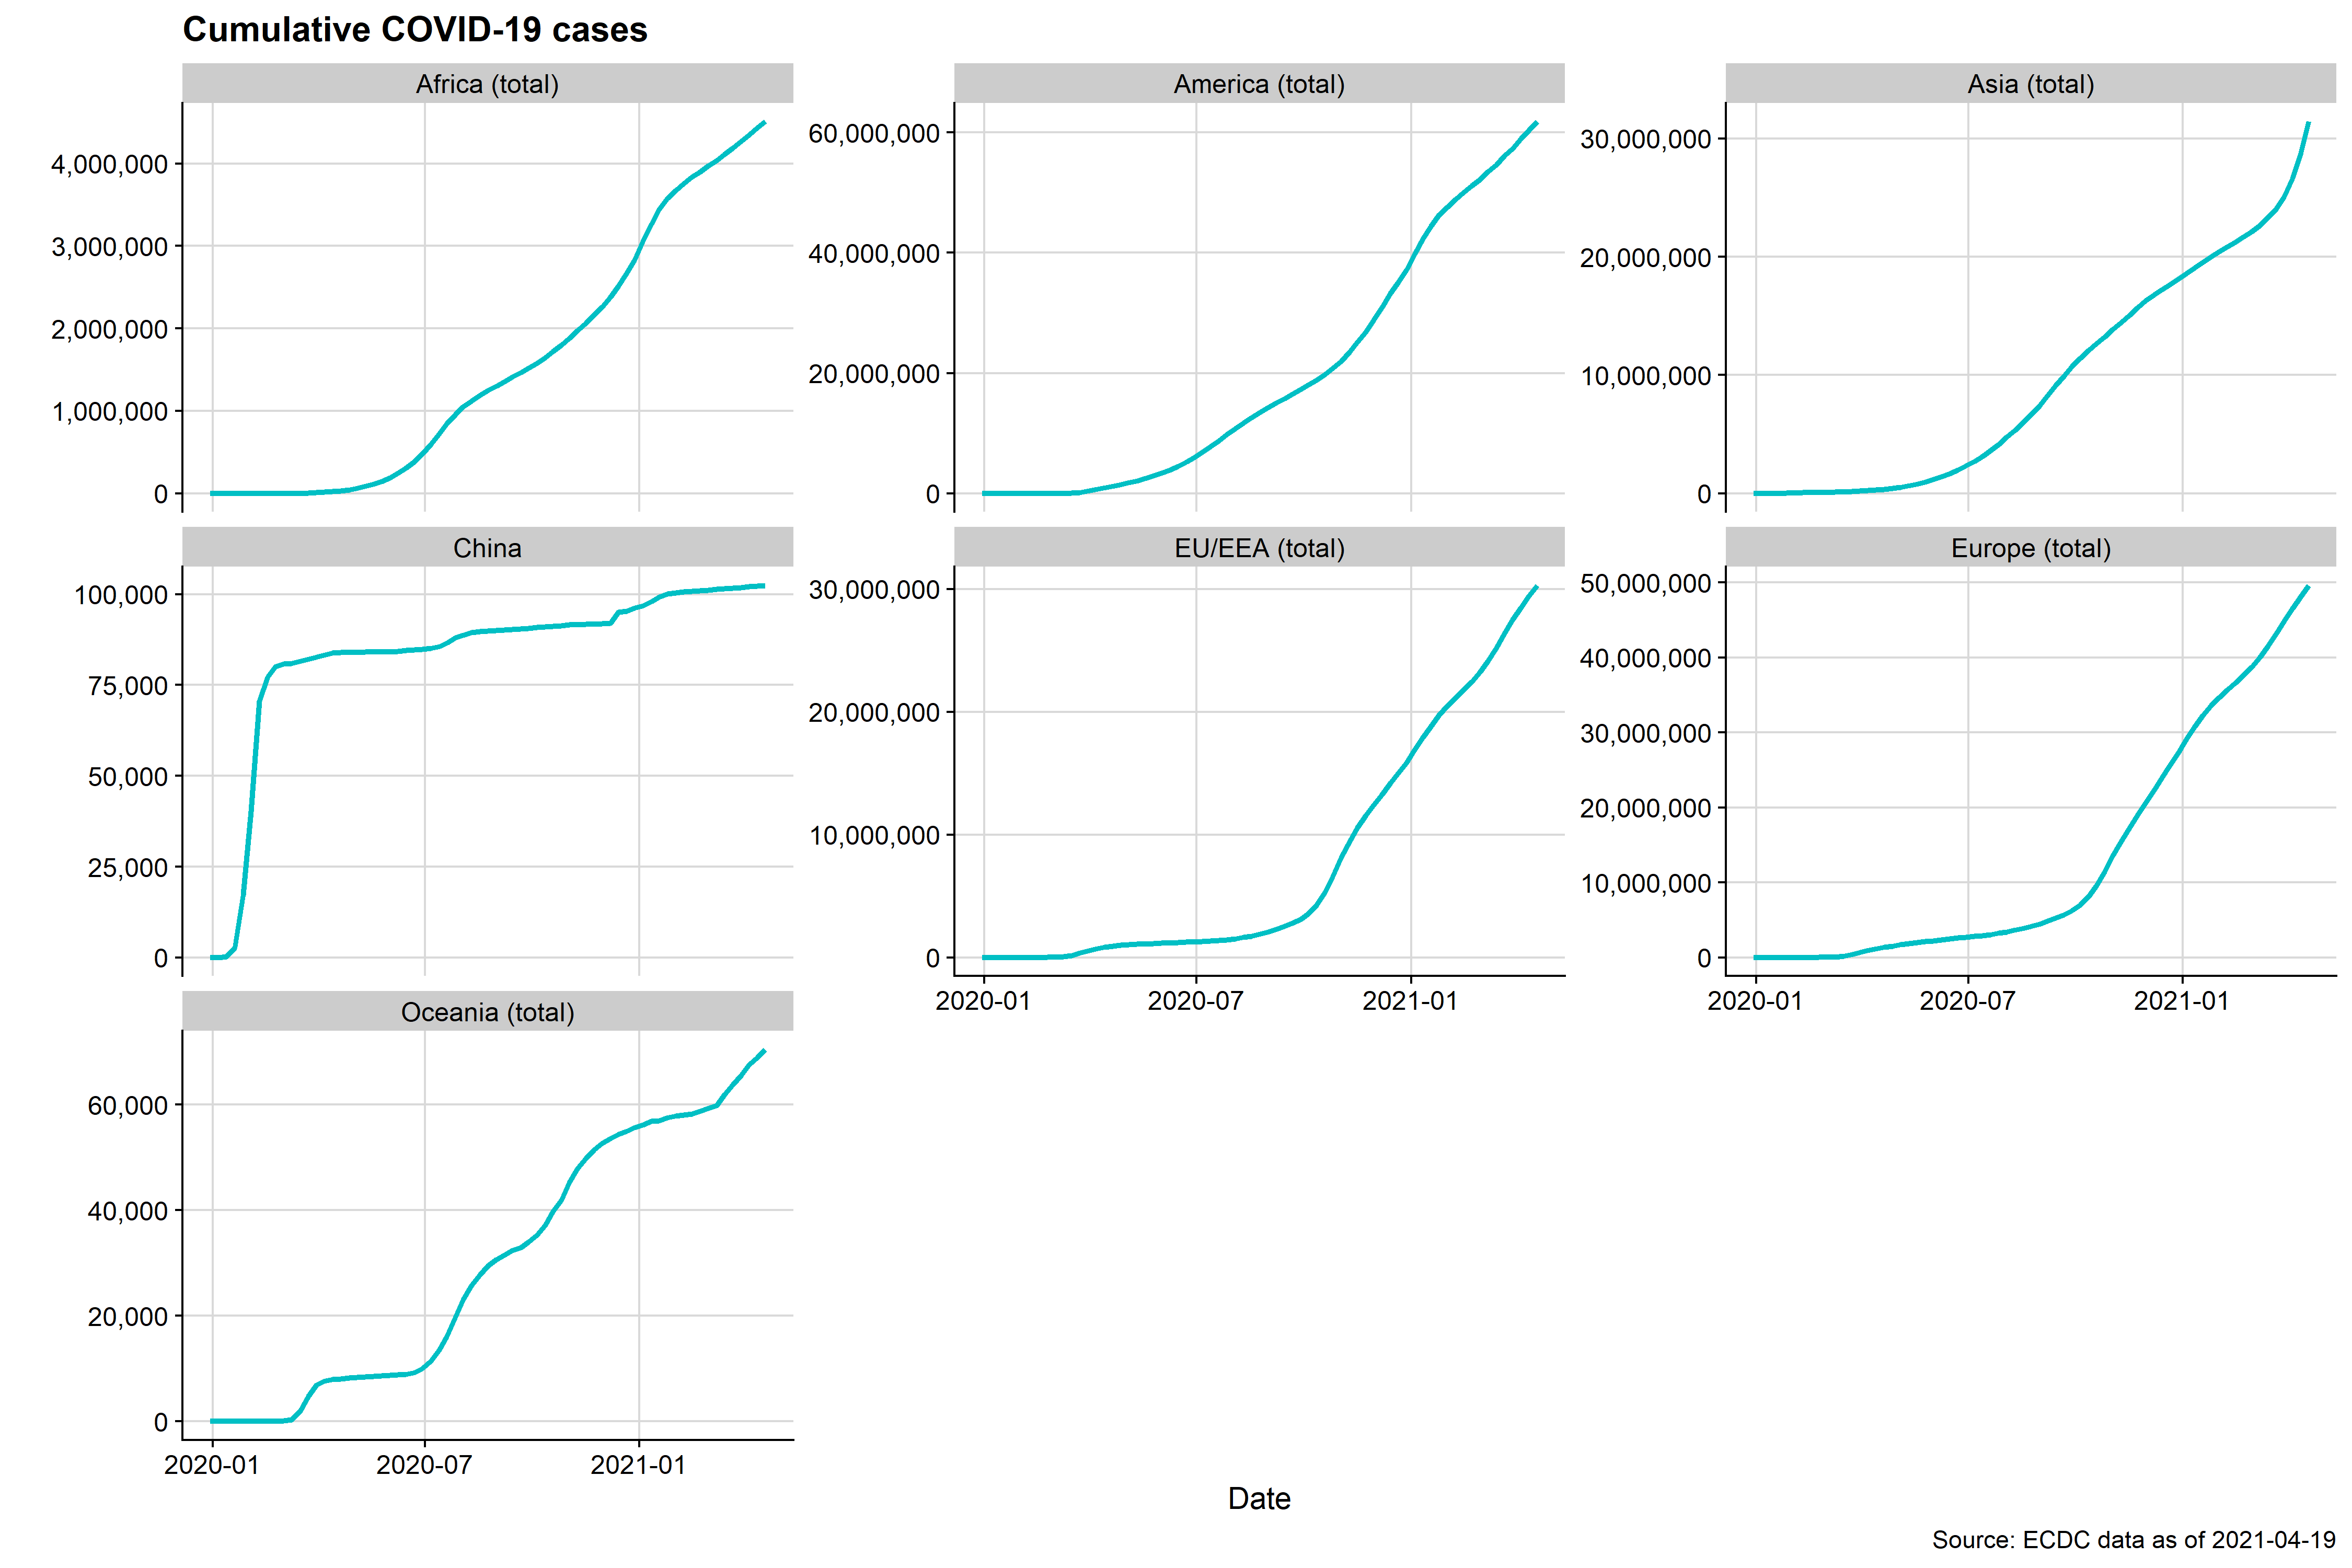 Cumulative COVID-19 cases
Africa (total)
America (total)
Asia (total)
4,000,000
3,000,000
2,000,000
1,000,000
0
60,000,000
40,000,000
20,000,000
0
30,000,000
20,000,000
10,000,000
0
China
EU/EEA (total)
Europe (total)
100,000
75,000
50,000
25,000
0
30,000,000
20,000,000
10,000,000
0
2020-01 2020-07 2021-01
50,000,000
40,000,000
30,000,000
20,000,000
10,000,000
0
2020-01 2020-07 2021-01
Oceania (total)
60,000
40,000
20,000
0
2020-01 2020-07 2021-01
Date
Source: ECDC data as of 2021-04-19